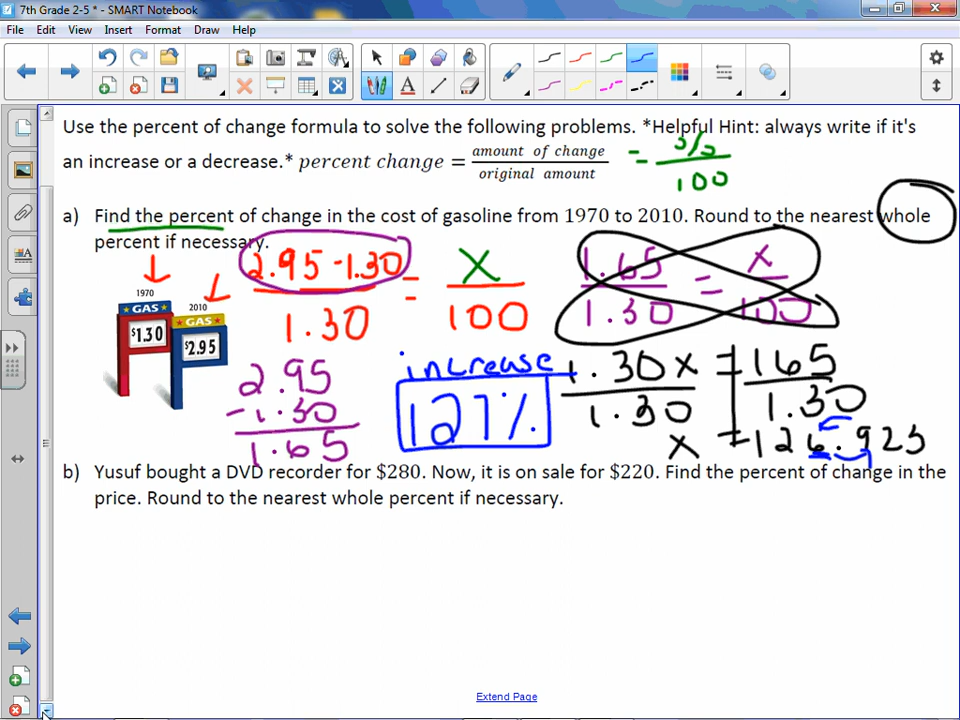 7th Grade 2-5 * - SMART Notebook
File Edit View Insert Format Draw Help
Use the percent of change formula to solve the following problems. *Helpful Hint: always write if it's
an increase or a decrease.* percent change = amount of change / original amount = % / 100
a) Find the percent of change in the cost of gasoline from 1970 to 2010. Round to the nearest whole
percent if necessary.
2.95 - 1.30 / 1.30 = x / 100
1.65 / 1.30 = x / 100
1970
GAS
$1.30
2010
GAS
$2.95
2.95
- 1.30
1.65
increase
127%
1.30x = 165
1.30 1.30
x = 126.923
b) Yusuf bought a DVD recorder for $280. Now, it is on sale for $220. Find the percent of change in the
price. Round to the nearest whole percent if necessary.
Extend Page